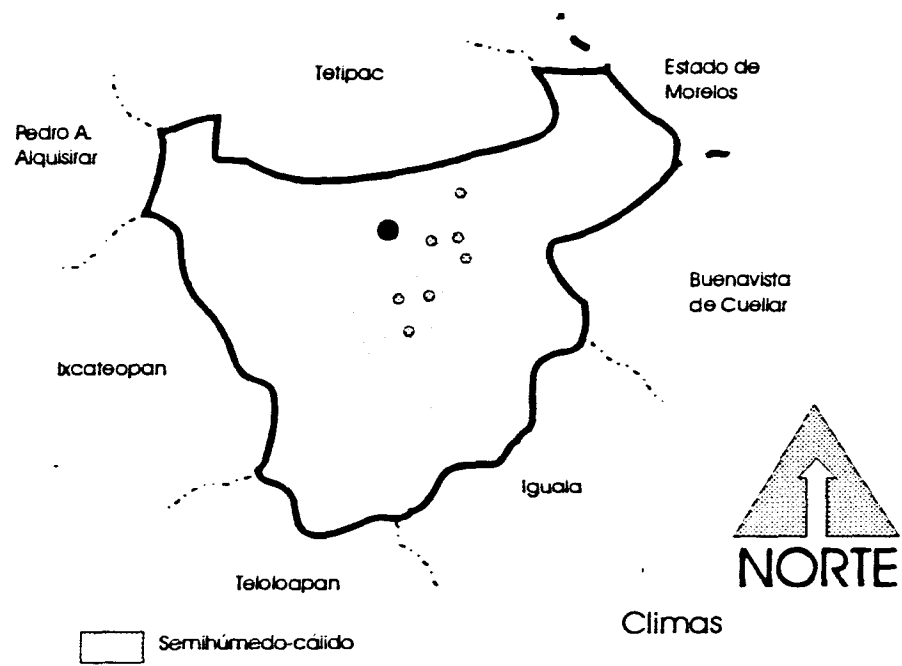 Tetipac
Estado de
Morelos
Pedro A.
Alquisirar
Buenavista
de Cuellar
Ixcateopan
Iguala
NORTE
Teloloapan
Climas
Semihúmedo-cálido